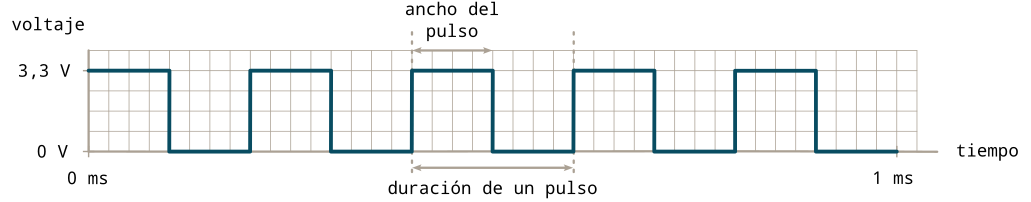 ancho del
pulso
voltaje
3,3 V
0 V
tiempo
0 ms
1 ms
duración de un pulso